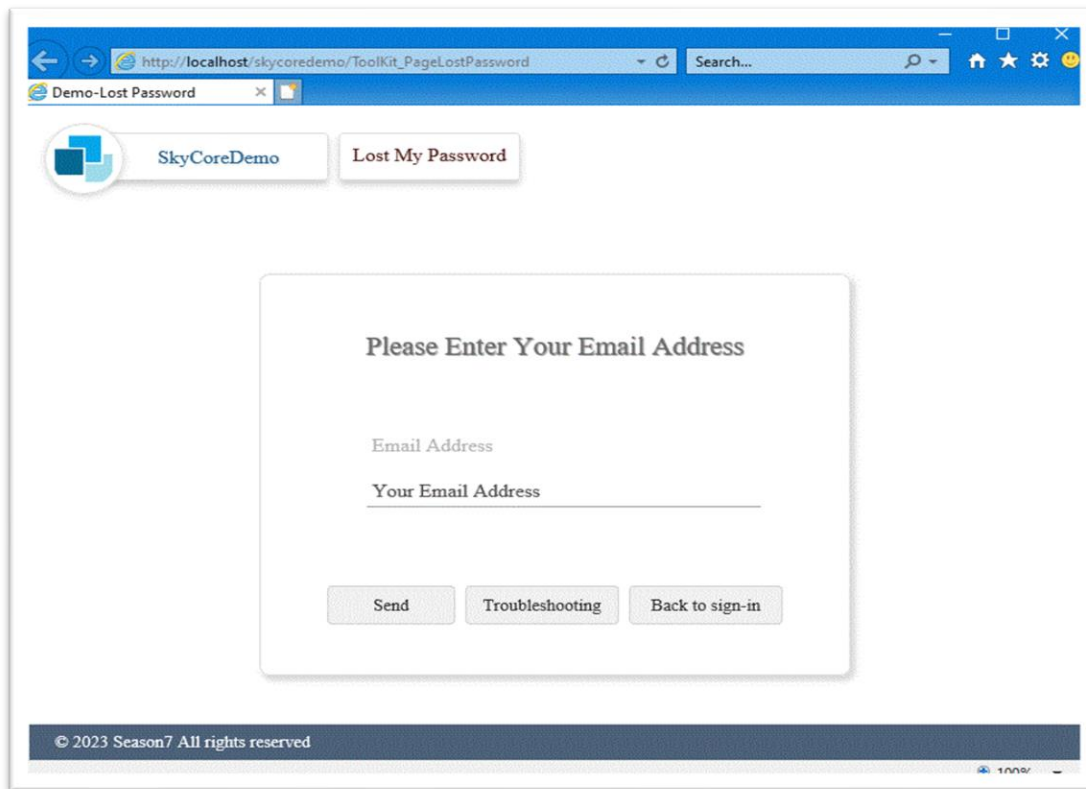 http://localhost/skycoredemo/ToolKit_PageLostPassword
Search...
Demo-Lost Password
SkyCoreDemo
Lost My Password
Please Enter Your Email Address
Email Address
Your Email Address
Send
Troubleshooting
Back to sign-in
© 2023 Season7 All rights reserved
100%